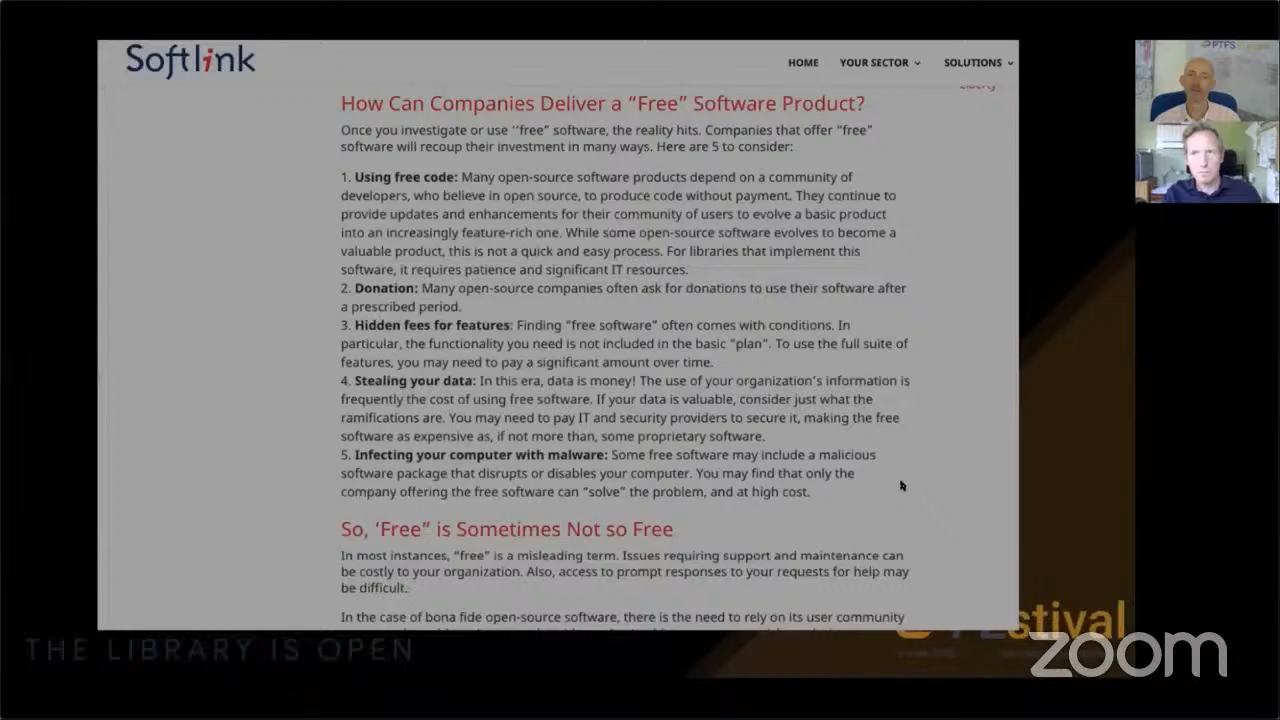 Softlink
HOME YOUR SECTOR SOLUTIONS
Liberty
PTFS
How Can Companies Deliver a “Free” Software Product?
Once you investigate or use ‘‘free” software, the reality hits. Companies that offer “free”
software will recoup their investment in many ways. Here are 5 to consider:
1. Using free code: Many open-source software products depend on a community of
developers, who believe in open source, to produce code without payment. They continue to
provide updates and enhancements for their community of users to evolve a basic product
into an increasingly feature-rich one. While some open-source software evolves to become a
valuable product, this is not a quick and easy process. For libraries that implement this
software, it requires patience and significant IT resources.
2. Donation: Many open-source companies often ask for donations to use their software after
a prescribed period.
3. Hidden fees for features: Finding “free software” often comes with conditions. In
particular, the functionality you need is not included in the basic “plan”. To use the full suite of
features, you may need to pay a significant amount over time.
4. Stealing your data: In this era, data is money! The use of your organization’s information is
frequently the cost of using free software. If your data is valuable, consider just what the
ramifications are. You may need to pay IT and security providers to secure it, making the free
software as expensive as, if not more than, some proprietary software.
5. Infecting your computer with malware: Some free software may include a malicious
software package that disrupts or disables your computer. You may find that only the
company offering the free software can “solve” the problem, and at high cost.
So, ‘Free” is Sometimes Not so Free
In most instances, “free” is a misleading term. Issues requiring support and maintenance can
be costly to your organization. Also, access to prompt responses to your requests for help may
be difficult.
In the case of bona fide open-source software, there is the need to rely on its user community
stival
THE LIBRARY IS OPEN
zoom